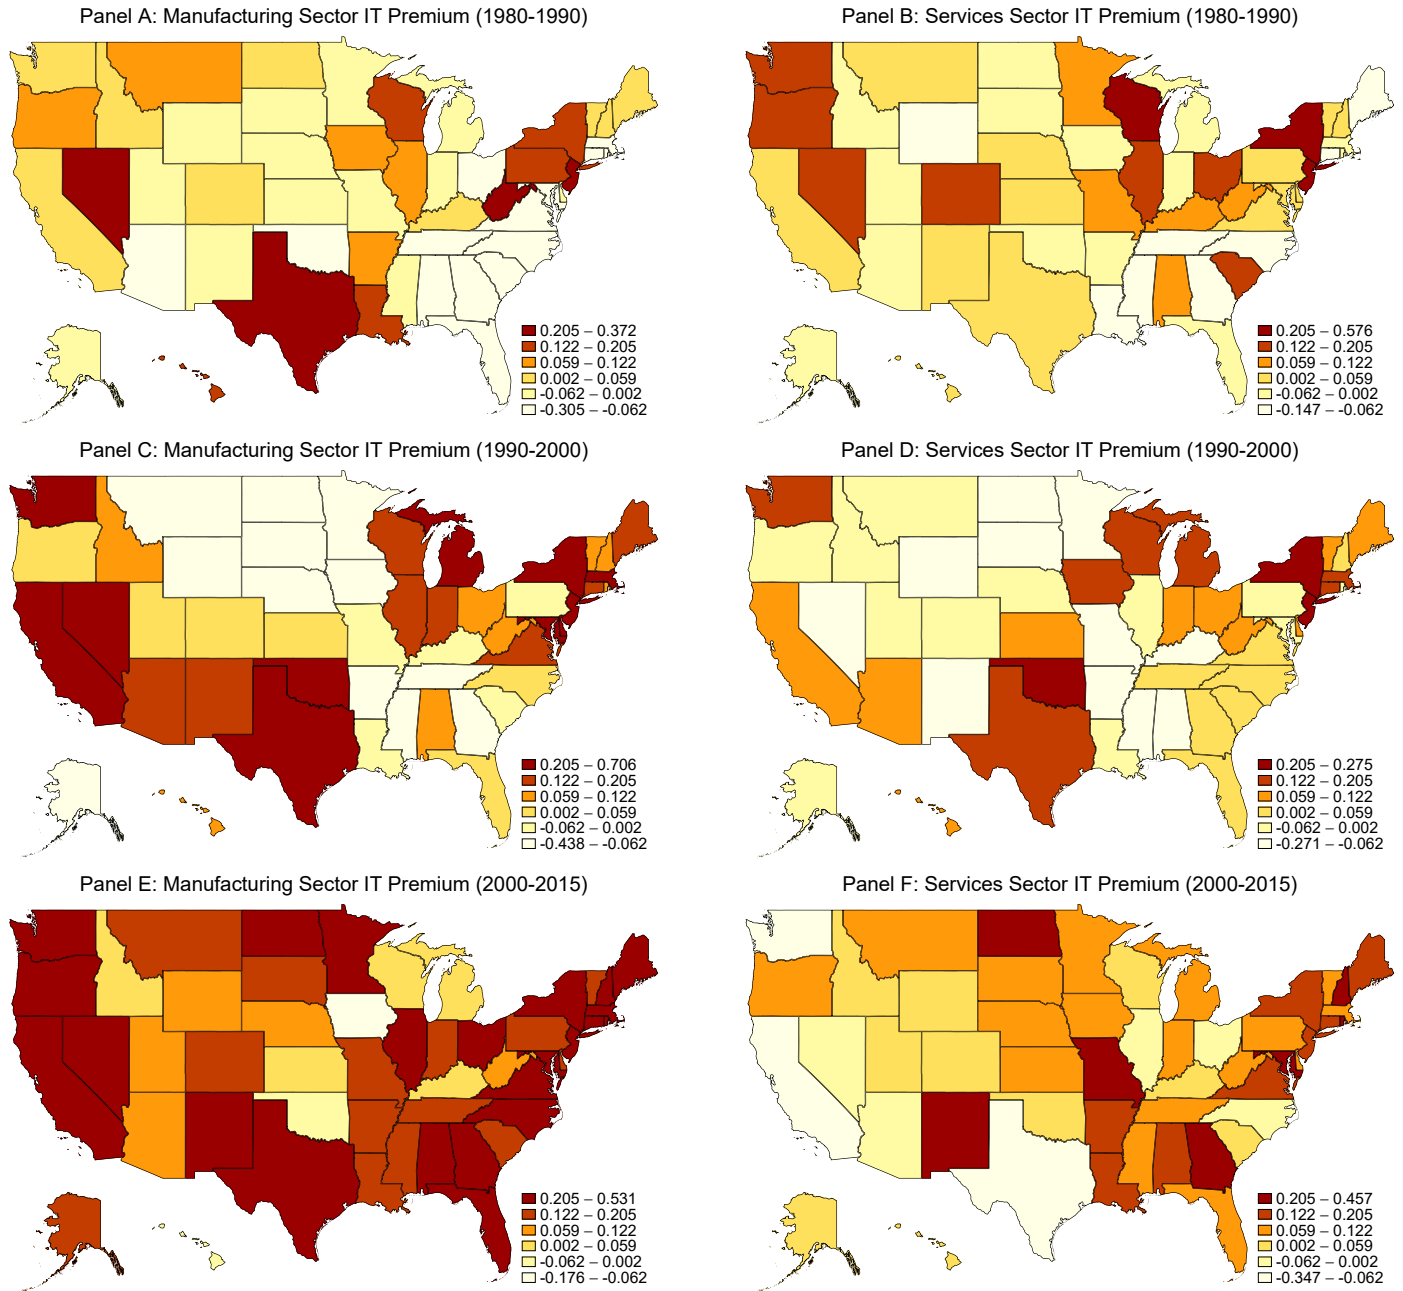 Panel A: Manufacturing Sector IT Premium (1980-1990)
0.205 – 0.372
0.122 – 0.205
0.059 – 0.122
0.002 – 0.059
-0.062 – 0.002
-0.305 – -0.062
Panel B: Services Sector IT Premium (1980-1990)
0.205 – 0.576
0.122 – 0.205
0.059 – 0.122
0.002 – 0.059
-0.062 – 0.002
-0.147 – -0.062
Panel C: Manufacturing Sector IT Premium (1990-2000)
0.205 – 0.706
0.122 – 0.205
0.059 – 0.122
0.002 – 0.059
-0.062 – 0.002
-0.438 – -0.062
Panel D: Services Sector IT Premium (1990-2000)
0.205 – 0.275
0.122 – 0.205
0.059 – 0.122
0.002 – 0.059
-0.062 – 0.002
-0.271 – -0.062
Panel E: Manufacturing Sector IT Premium (2000-2015)
0.205 – 0.531
0.122 – 0.205
0.059 – 0.122
0.002 – 0.059
-0.062 – 0.002
-0.176 – -0.062
Panel F: Services Sector IT Premium (2000-2015)
0.205 – 0.457
0.122 – 0.205
0.059 – 0.122
0.002 – 0.059
-0.062 – 0.002
-0.347 – -0.062